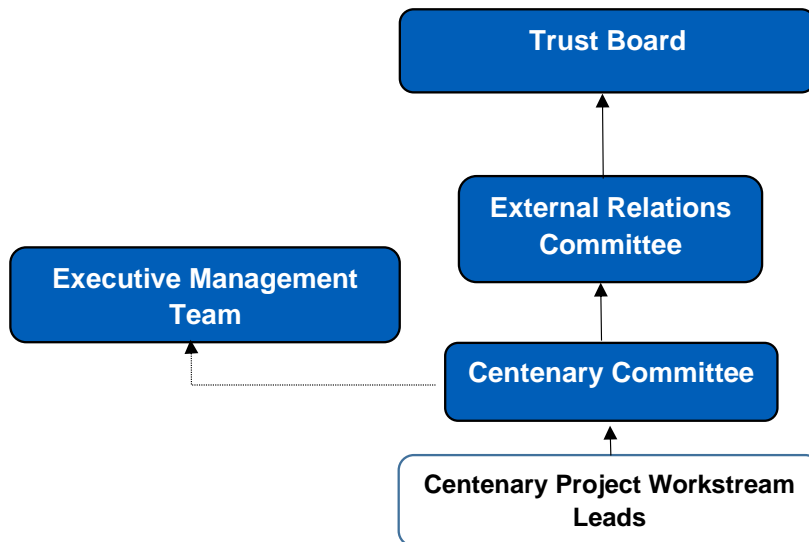 Trust Board
External Relations
Committee
Executive Management
Team
Centenary Committee
Centenary Project Workstream
Leads